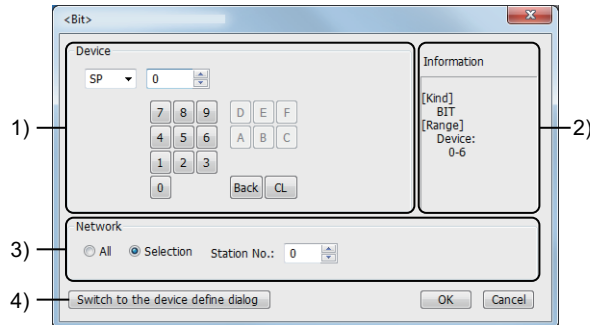 <Bit>
Device
SP 0
7 8 9 D E F
4 5 6 A B C
1 2 3
0 Back CL
Information
[Kind]
BIT
[Range]
Device:
0-6
Network
All Selection Station No.: 0
Switch to the device define dialog OK Cancel
1)
2)
3)
4)